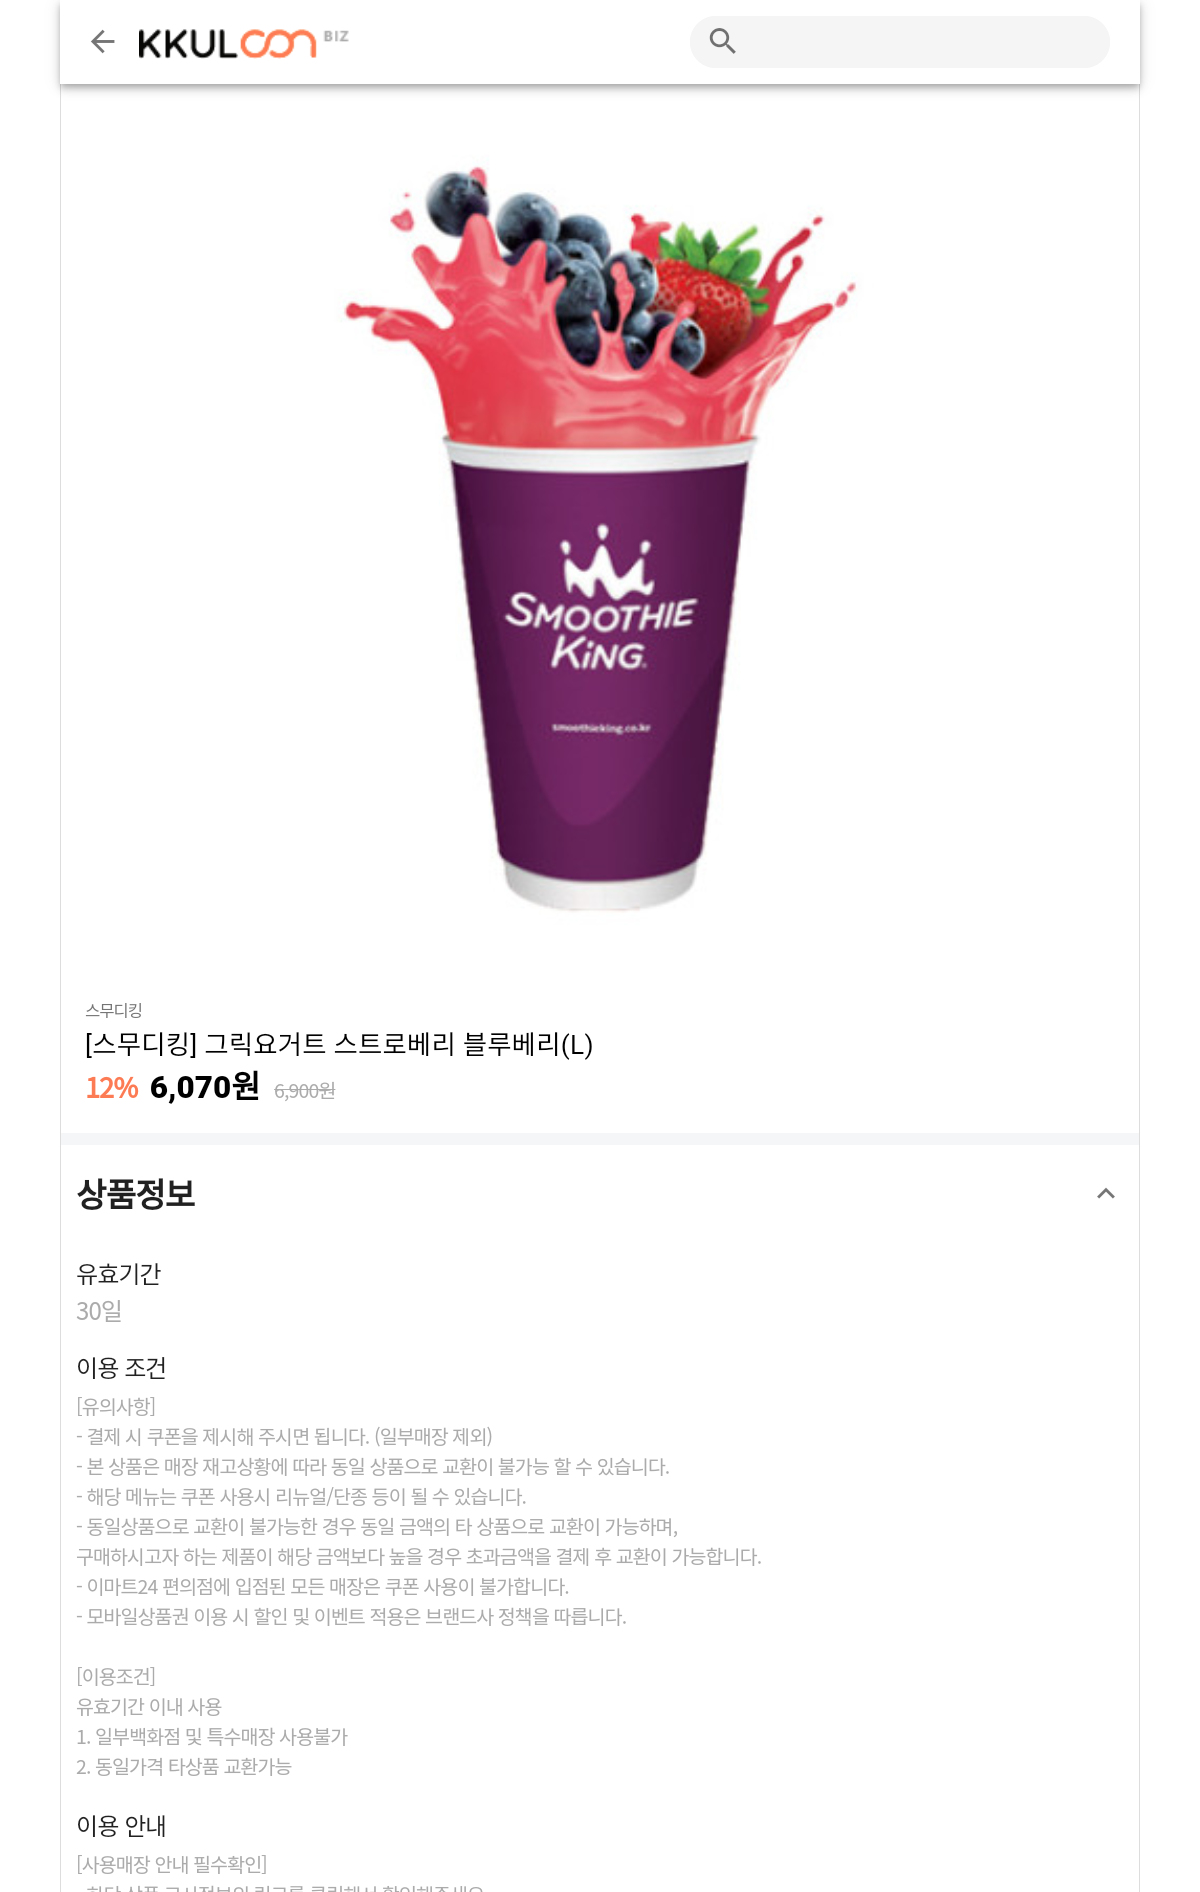 KKULCON BIZ
SMOOTHIE
KiNG
smoothieking.co.kr
스무디킹
[스무디킹] 그릭요거트 스트로베리 블루베리(L)
12% 6,070원 6,900원
상품정보
유효기간
30일
이용 조건
[유의사항]
- 결제 시 쿠폰을 제시해 주시면 됩니다. (일부매장 제외)
- 본 상품은 매장 재고상황에 따라 동일 상품으로 교환이 불가능 할 수 있습니다.
- 해당 메뉴는 쿠폰 사용시 리뉴얼/단종 등이 될 수 있습니다.
- 동일상품으로 교환이 불가능한 경우 동일 금액의 타 상품으로 교환이 가능하며,
구매하시고자 하는 제품이 해당 금액보다 높을 경우 초과금액을 결제 후 교환이 가능합니다.
- 이마트24 편의점에 입점된 모든 매장은 쿠폰 사용이 불가합니다.
- 모바일상품권 이용 시 할인 및 이벤트 적용은 브랜드사 정책을 따릅니다.
[이용조건]
유효기간 이내 사용
1. 일부백화점 및 특수매장 사용불가
2. 동일가격 타상품 교환가능
이용 안내
[사용매장 안내 필수확인]